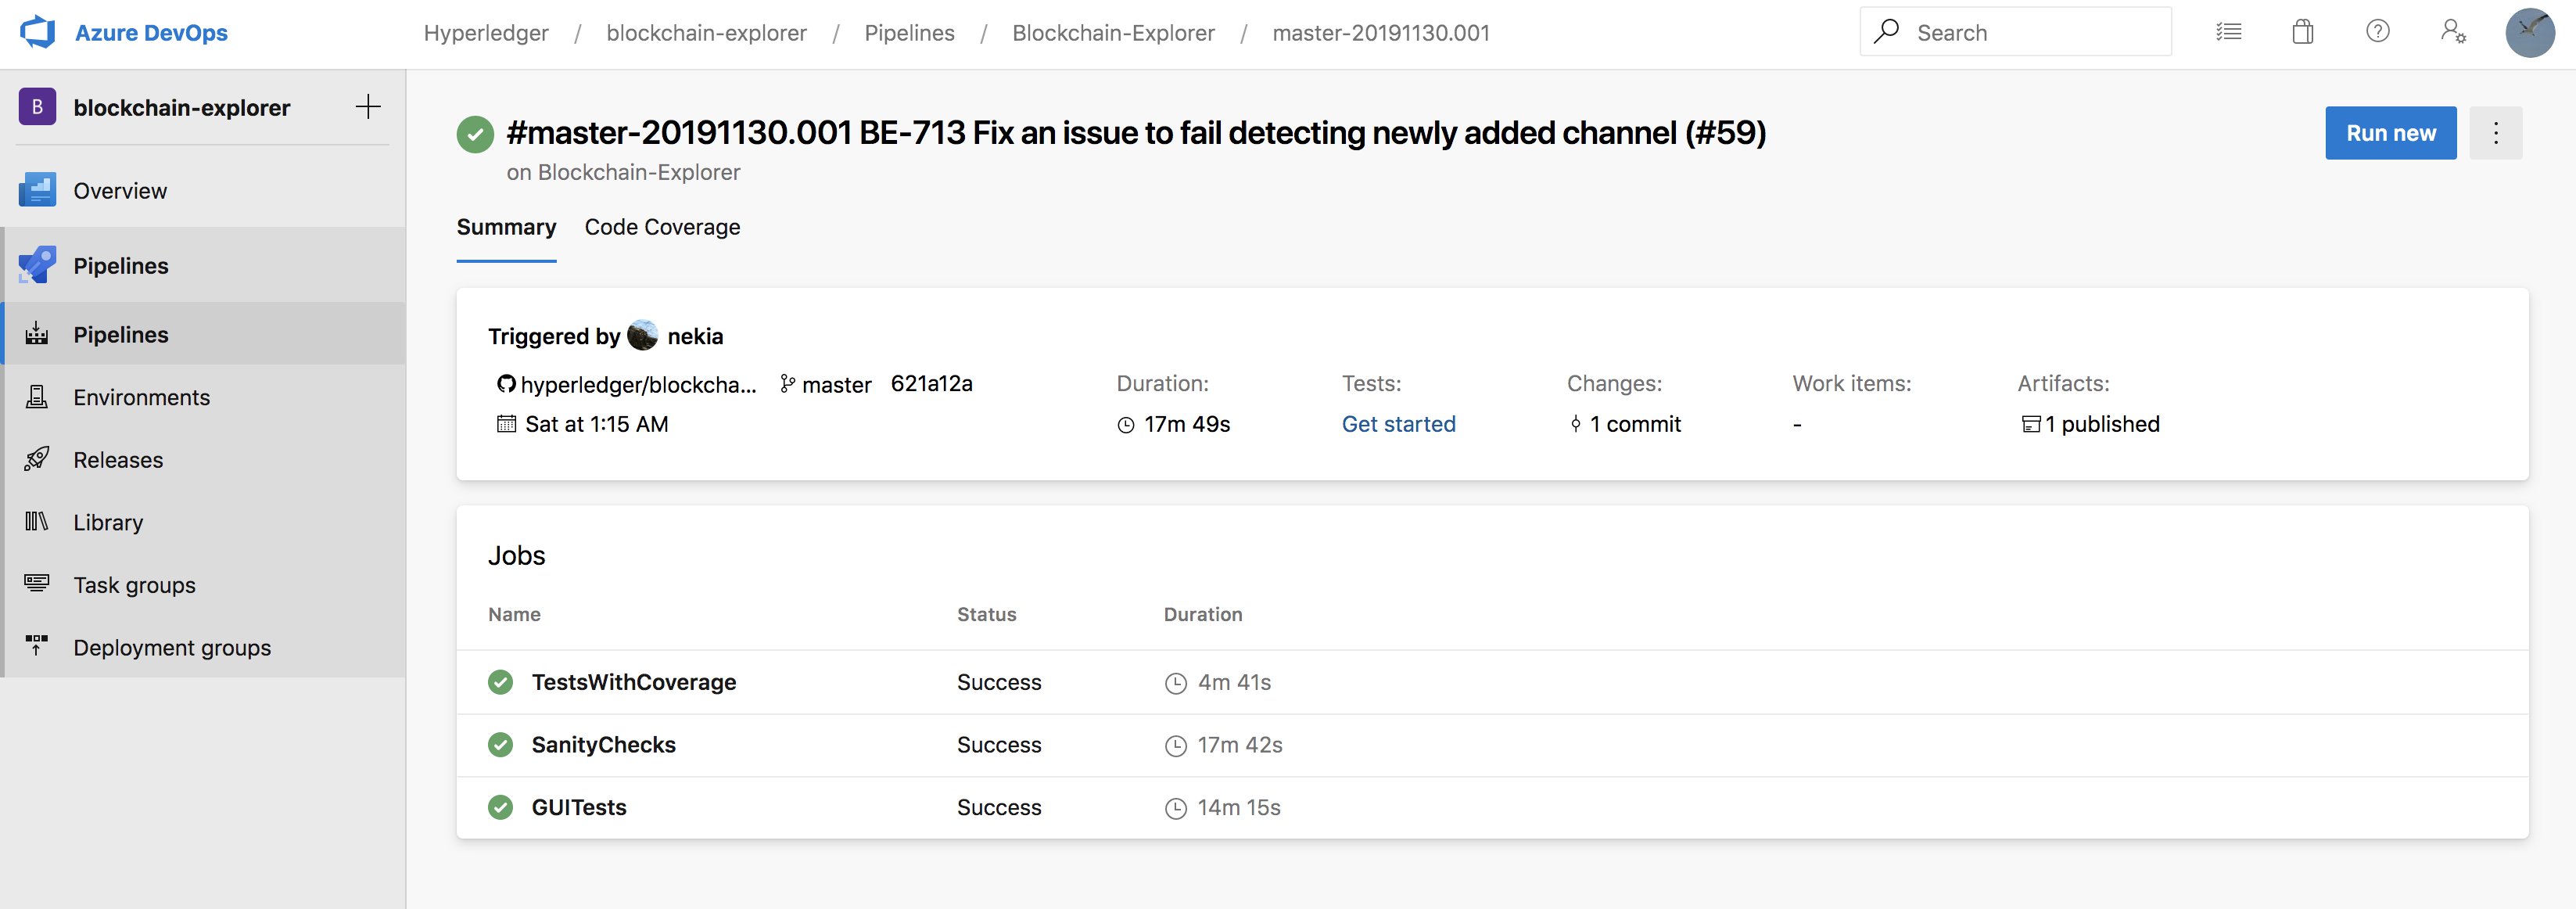 Azure DevOps
Hyperledger / blockchain-explorer / Pipelines / Blockchain-Explorer / master-20191130.001
Search
B blockchain-explorer
Overview
Pipelines
Pipelines
Environments
Releases
Library
Task groups
Deployment groups
#master-20191130.001 BE-713 Fix an issue to fail detecting newly added channel (#59)
on Blockchain-Explorer
Run new
Summary Code Coverage
Triggered by nekia
hyperledger/blockcha... master 621a12a
Sat at 1:15 AM
Duration:
17m 49s
Tests:
Get started
Changes:
1 commit
Work items:
-
Artifacts:
1 published
Jobs
Name Status Duration
TestsWithCoverage Success 4m 41s
SanityChecks Success 17m 42s
GUITests Success 14m 15s